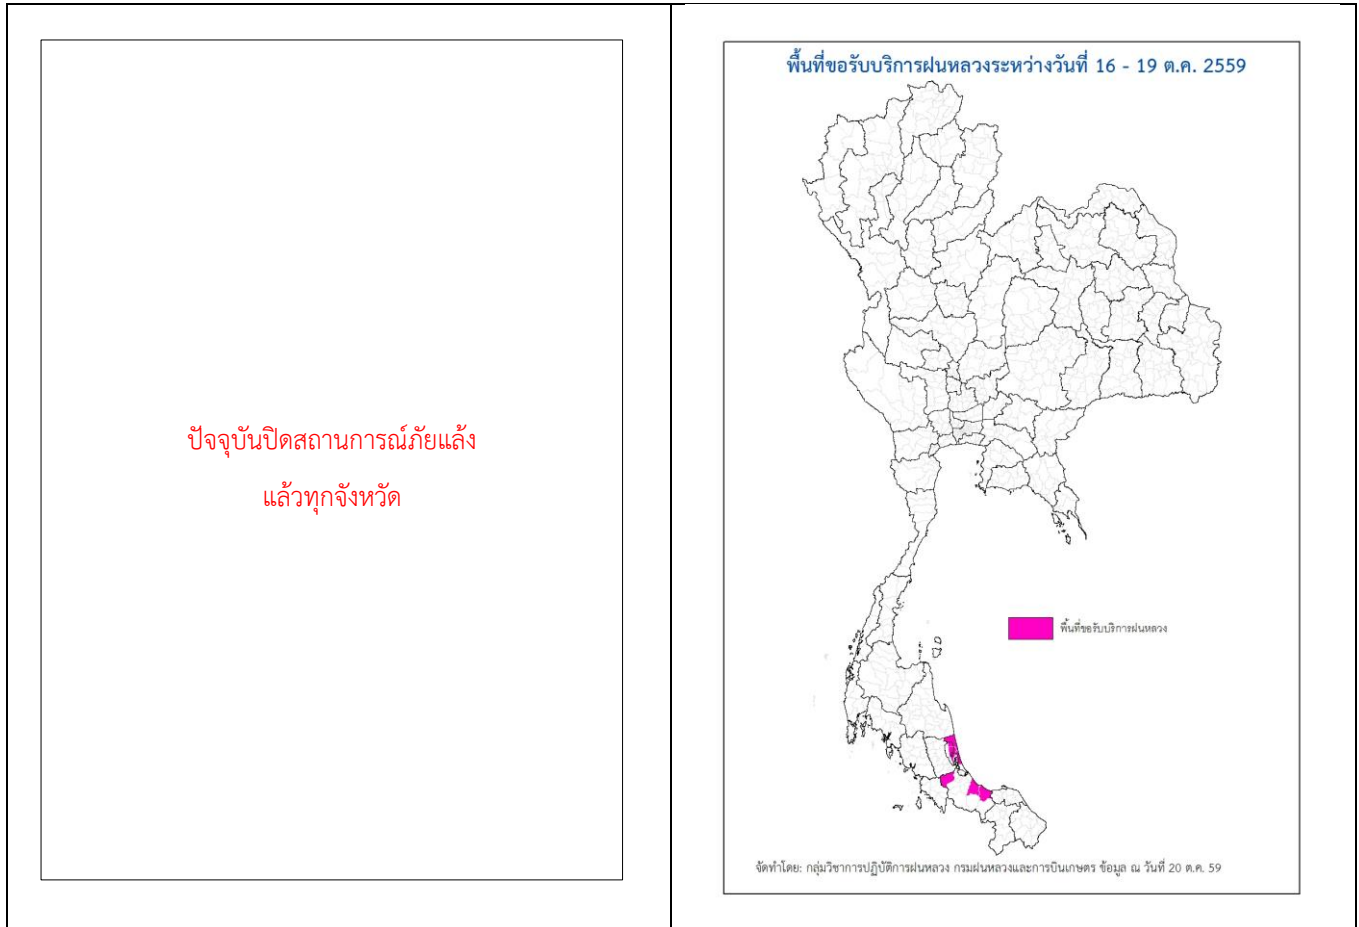 ปัจจุบันปิดสถานการณ์ภัยแล้ง
แล้วทุกจังหวัด
พื้นที่ขอรับบริการฝนหลวงระหว่างวันที่ 16 - 19 ต.ค. 2559
พื้นที่ขอรับบริการฝนหลวง
จัดทำโดย: กลุ่มวิชาการปฏิบัติการฝนหลวง กรมฝนหลวงและการบินเกษตร ข้อมูล ณ วันที่ 20 ต.ค. 59